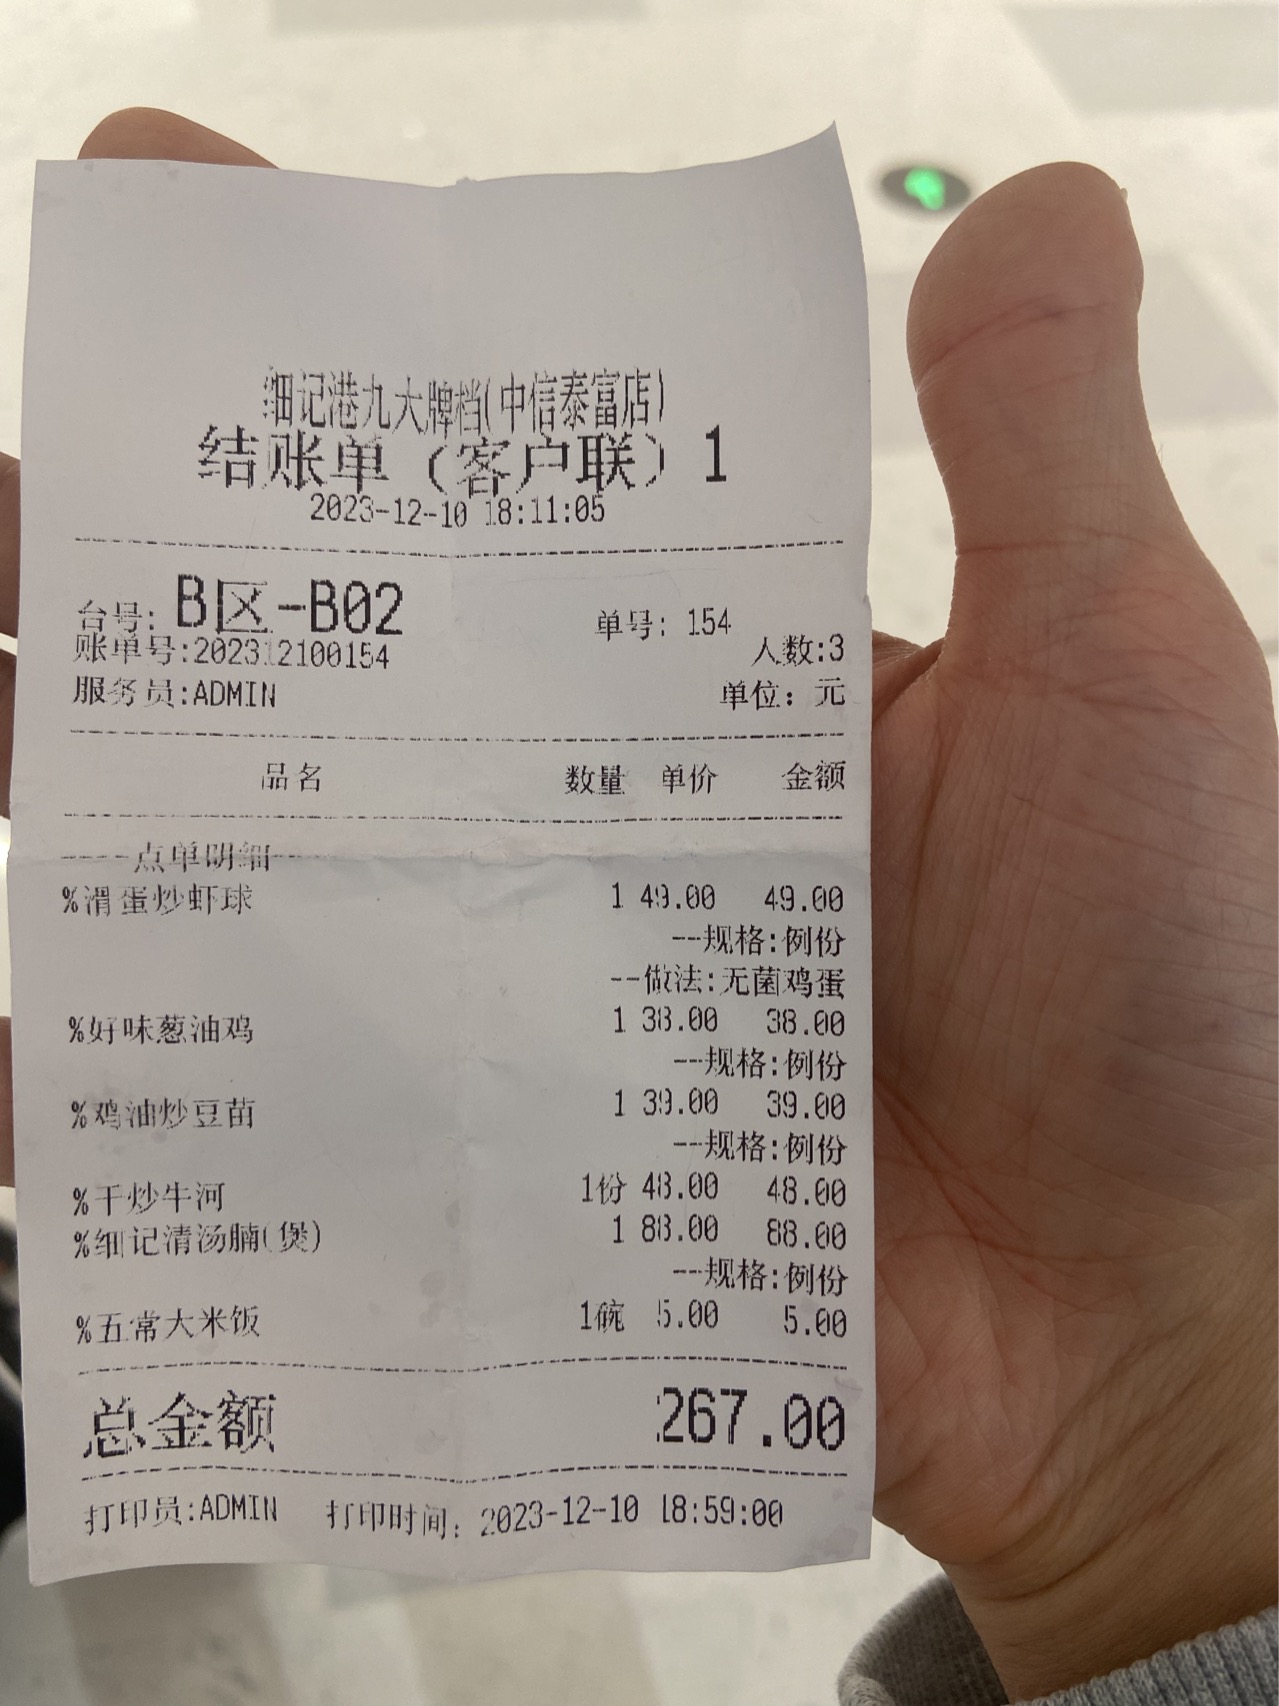 细记港九大牌档(中信泰富店)
结账单（客户联）1
2023-12-10 18:11:05
台号: B区-B02 单号: 154
账单号:202312100154 人数:3
服务员:ADMIN 单位：元
品名 数量 单价 金额
----点单明细--
%滑蛋炒虾球 1 49.00 49.00
--规格:例份
--做法:无菌鸡蛋
%好味葱油鸡 1 38.00 38.00
--规格:例份
%鸡油炒豆苗 1 39.00 39.00
--规格:例份
%干炒牛河 1份 48.00 48.00
%细记清汤腩(煲) 1 88.00 88.00
--规格:例份
%五常大米饭 1碗 5.00 5.00
总金额 267.00
打印员:ADMIN 打印时间: 2023-12-10 18:59:00